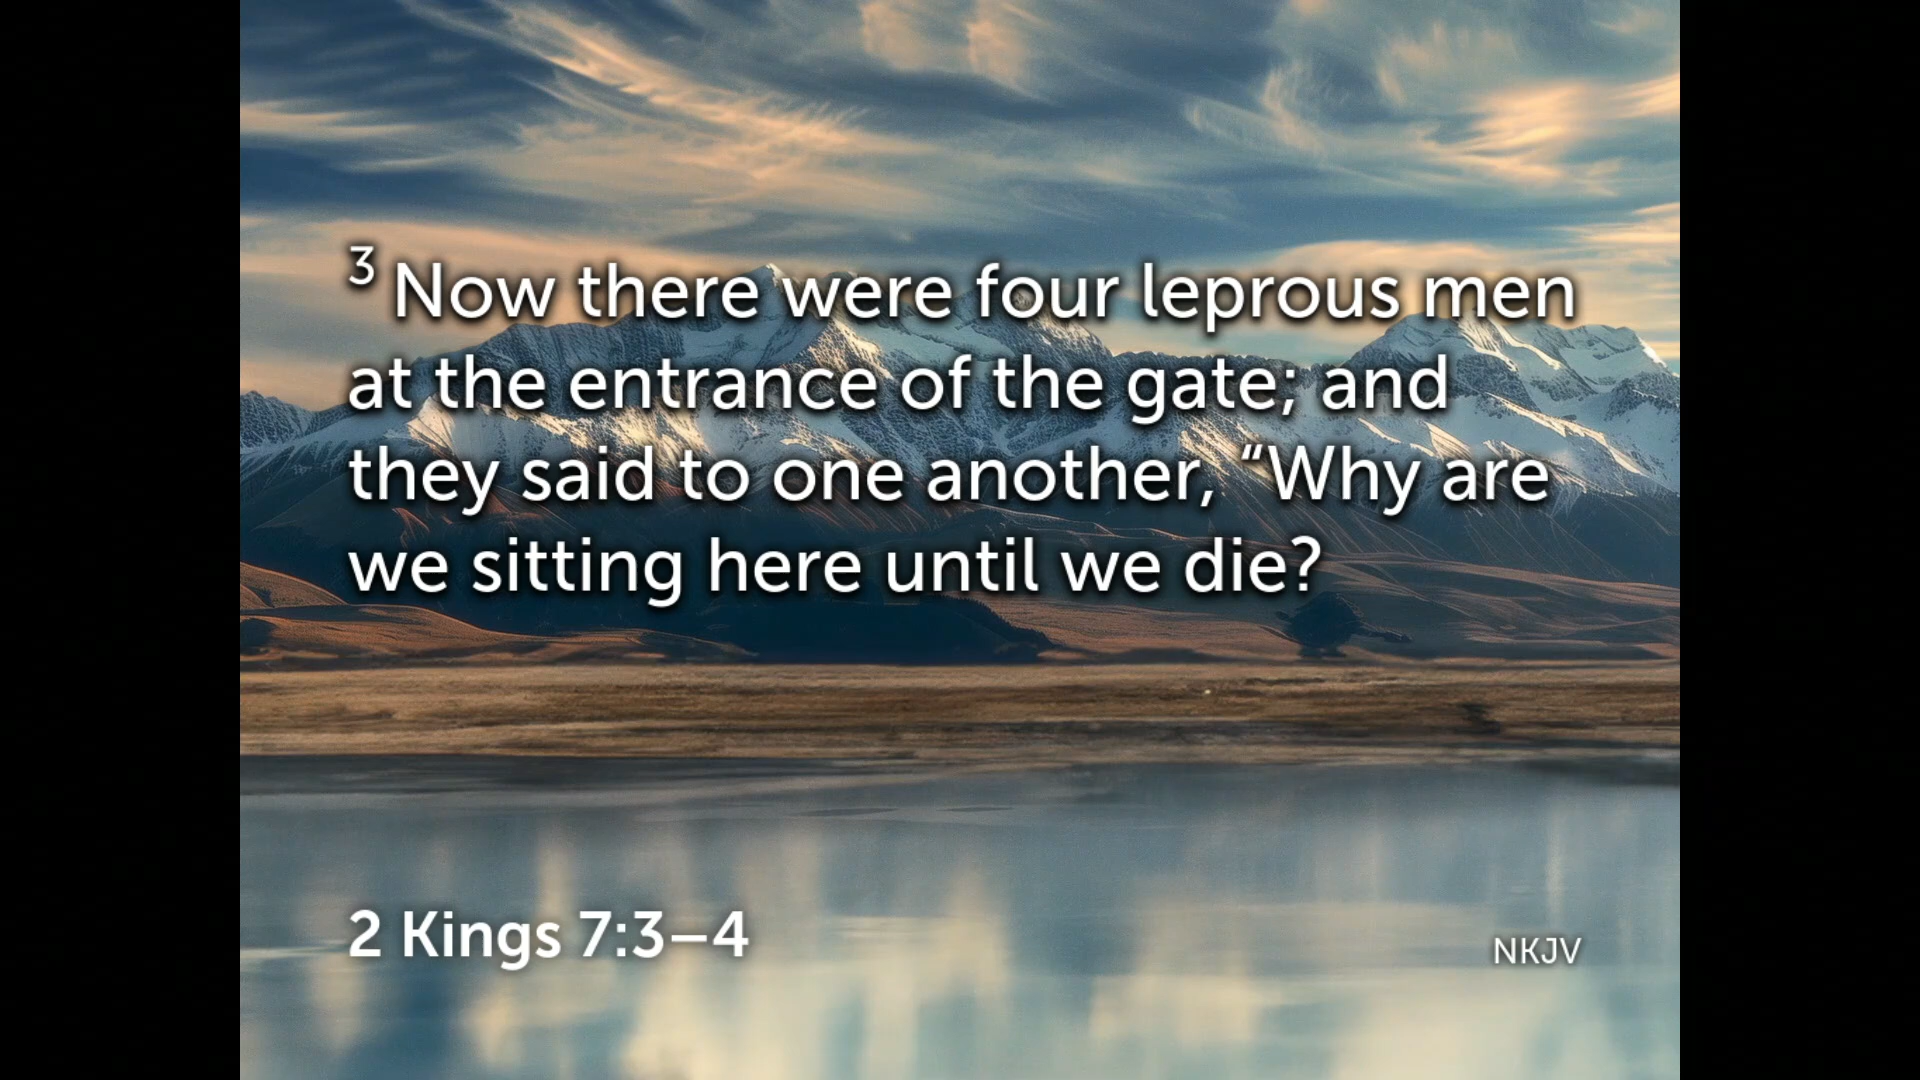 3 Now there were four leprous men
at the entrance of the gate; and
they said to one another, “Why are
we sitting here until we die?
2 Kings 7:3–4
NKJV